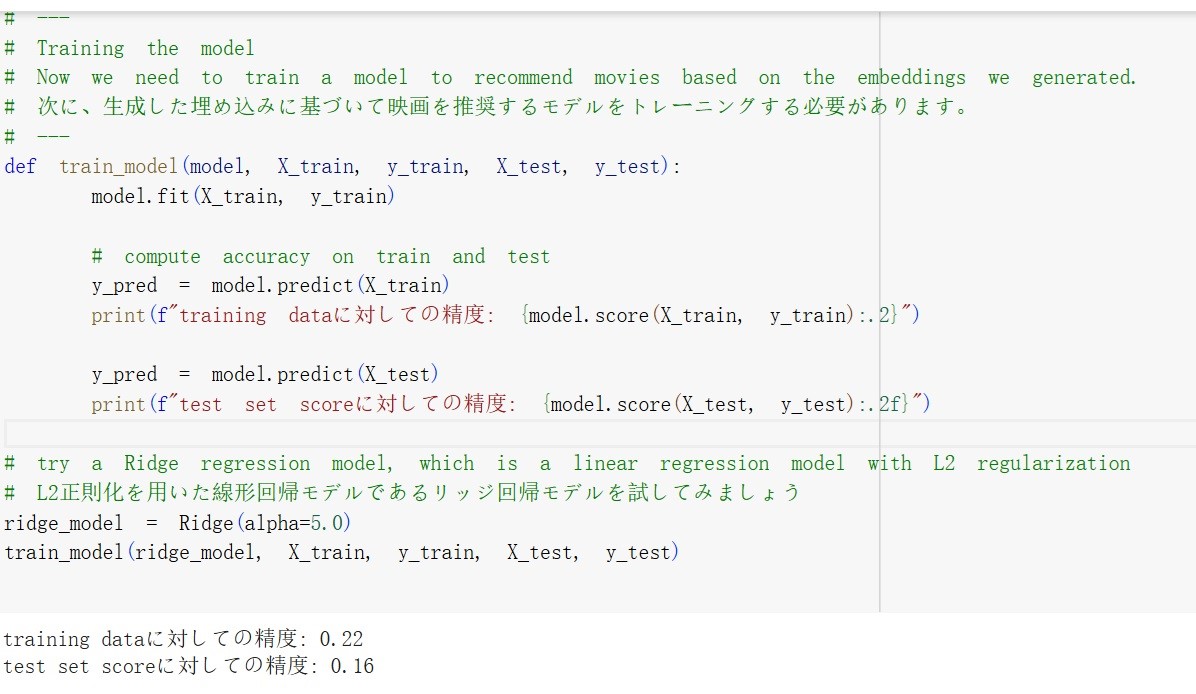 # ---
# Training the model
# Now we need to train a model to recommend movies based on the embeddings we generated.
# 次に、生成した埋め込みに基づいて映画を推奨するモデルをトレーニングする必要があります。
# ---
def train_model(model, X_train, y_train, X_test, y_test):
model.fit(X_train, y_train)
# compute accuracy on train and test
y_pred = model.predict(X_train)
print(f"training dataに対しての精度: {model.score(X_train, y_train):.2}")
y_pred = model.predict(X_test)
print(f"test set scoreに対しての精度: {model.score(X_test, y_test):.2f}")
# try a Ridge regression model, which is a linear regression model with L2 regularization
# L2正則化を用いた線形回帰モデルであるリッジ回帰モデルを試してみましょう
ridge_model = Ridge(alpha=5.0)
train_model(ridge_model, X_train, y_train, X_test, y_test)
training dataに対しての精度: 0.22
test set scoreに対しての精度: 0.16